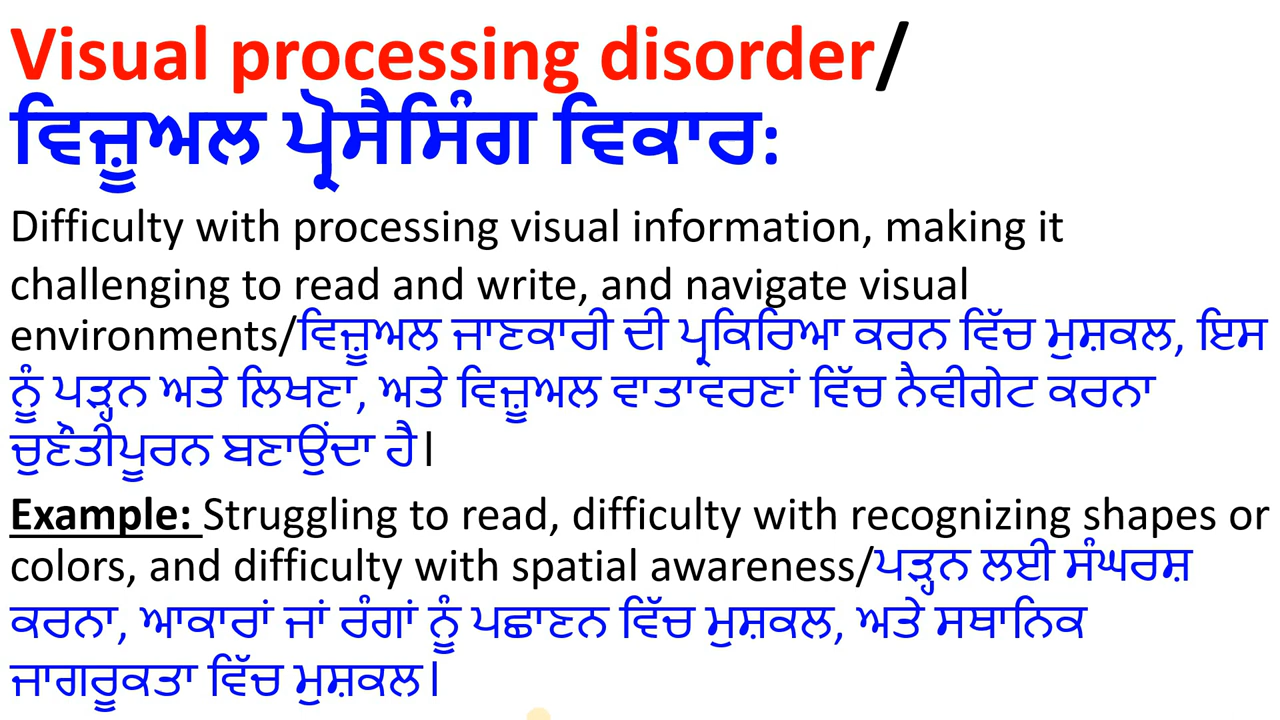 Visual processing disorder/
ਵਿਜ਼ੂਅਲ ਪ੍ਰੋਸੈਸਿੰਗ ਵਿਕਾਰ:
Difficulty with processing visual information, making it
challenging to read and write, and navigate visual
environments/ਵਿਜ਼ੂਅਲ ਜਾਣਕਾਰੀ ਦੀ ਪ੍ਰਕਿਰਿਆ ਕਰਨ ਵਿੱਚ ਮੁਸ਼ਕਲ, ਇਸ
ਨੂੰ ਪੜ੍ਹਨ ਅਤੇ ਲਿਖਣਾ, ਅਤੇ ਵਿਜ਼ੂਅਲ ਵਾਤਾਵਰਣਾਂ ਵਿੱਚ ਨੈਵੀਗੇਟ ਕਰਨਾ
ਚੁਣੌਤੀਪੂਰਨ ਬਣਾਉਂਦਾ ਹੈ।
Example: Struggling to read, difficulty with recognizing shapes or
colors, and difficulty with spatial awareness/ਪੜ੍ਹਨ ਲਈ ਸੰਘਰਸ਼
ਕਰਨਾ, ਆਕਾਰਾਂ ਜਾਂ ਰੰਗਾਂ ਨੂੰ ਪਛਾਣਨ ਵਿੱਚ ਮੁਸ਼ਕਲ, ਅਤੇ ਸਥਾਨਿਕ
ਜਾਗਰੂਕਤਾ ਵਿੱਚ ਮੁਸ਼ਕਲ।